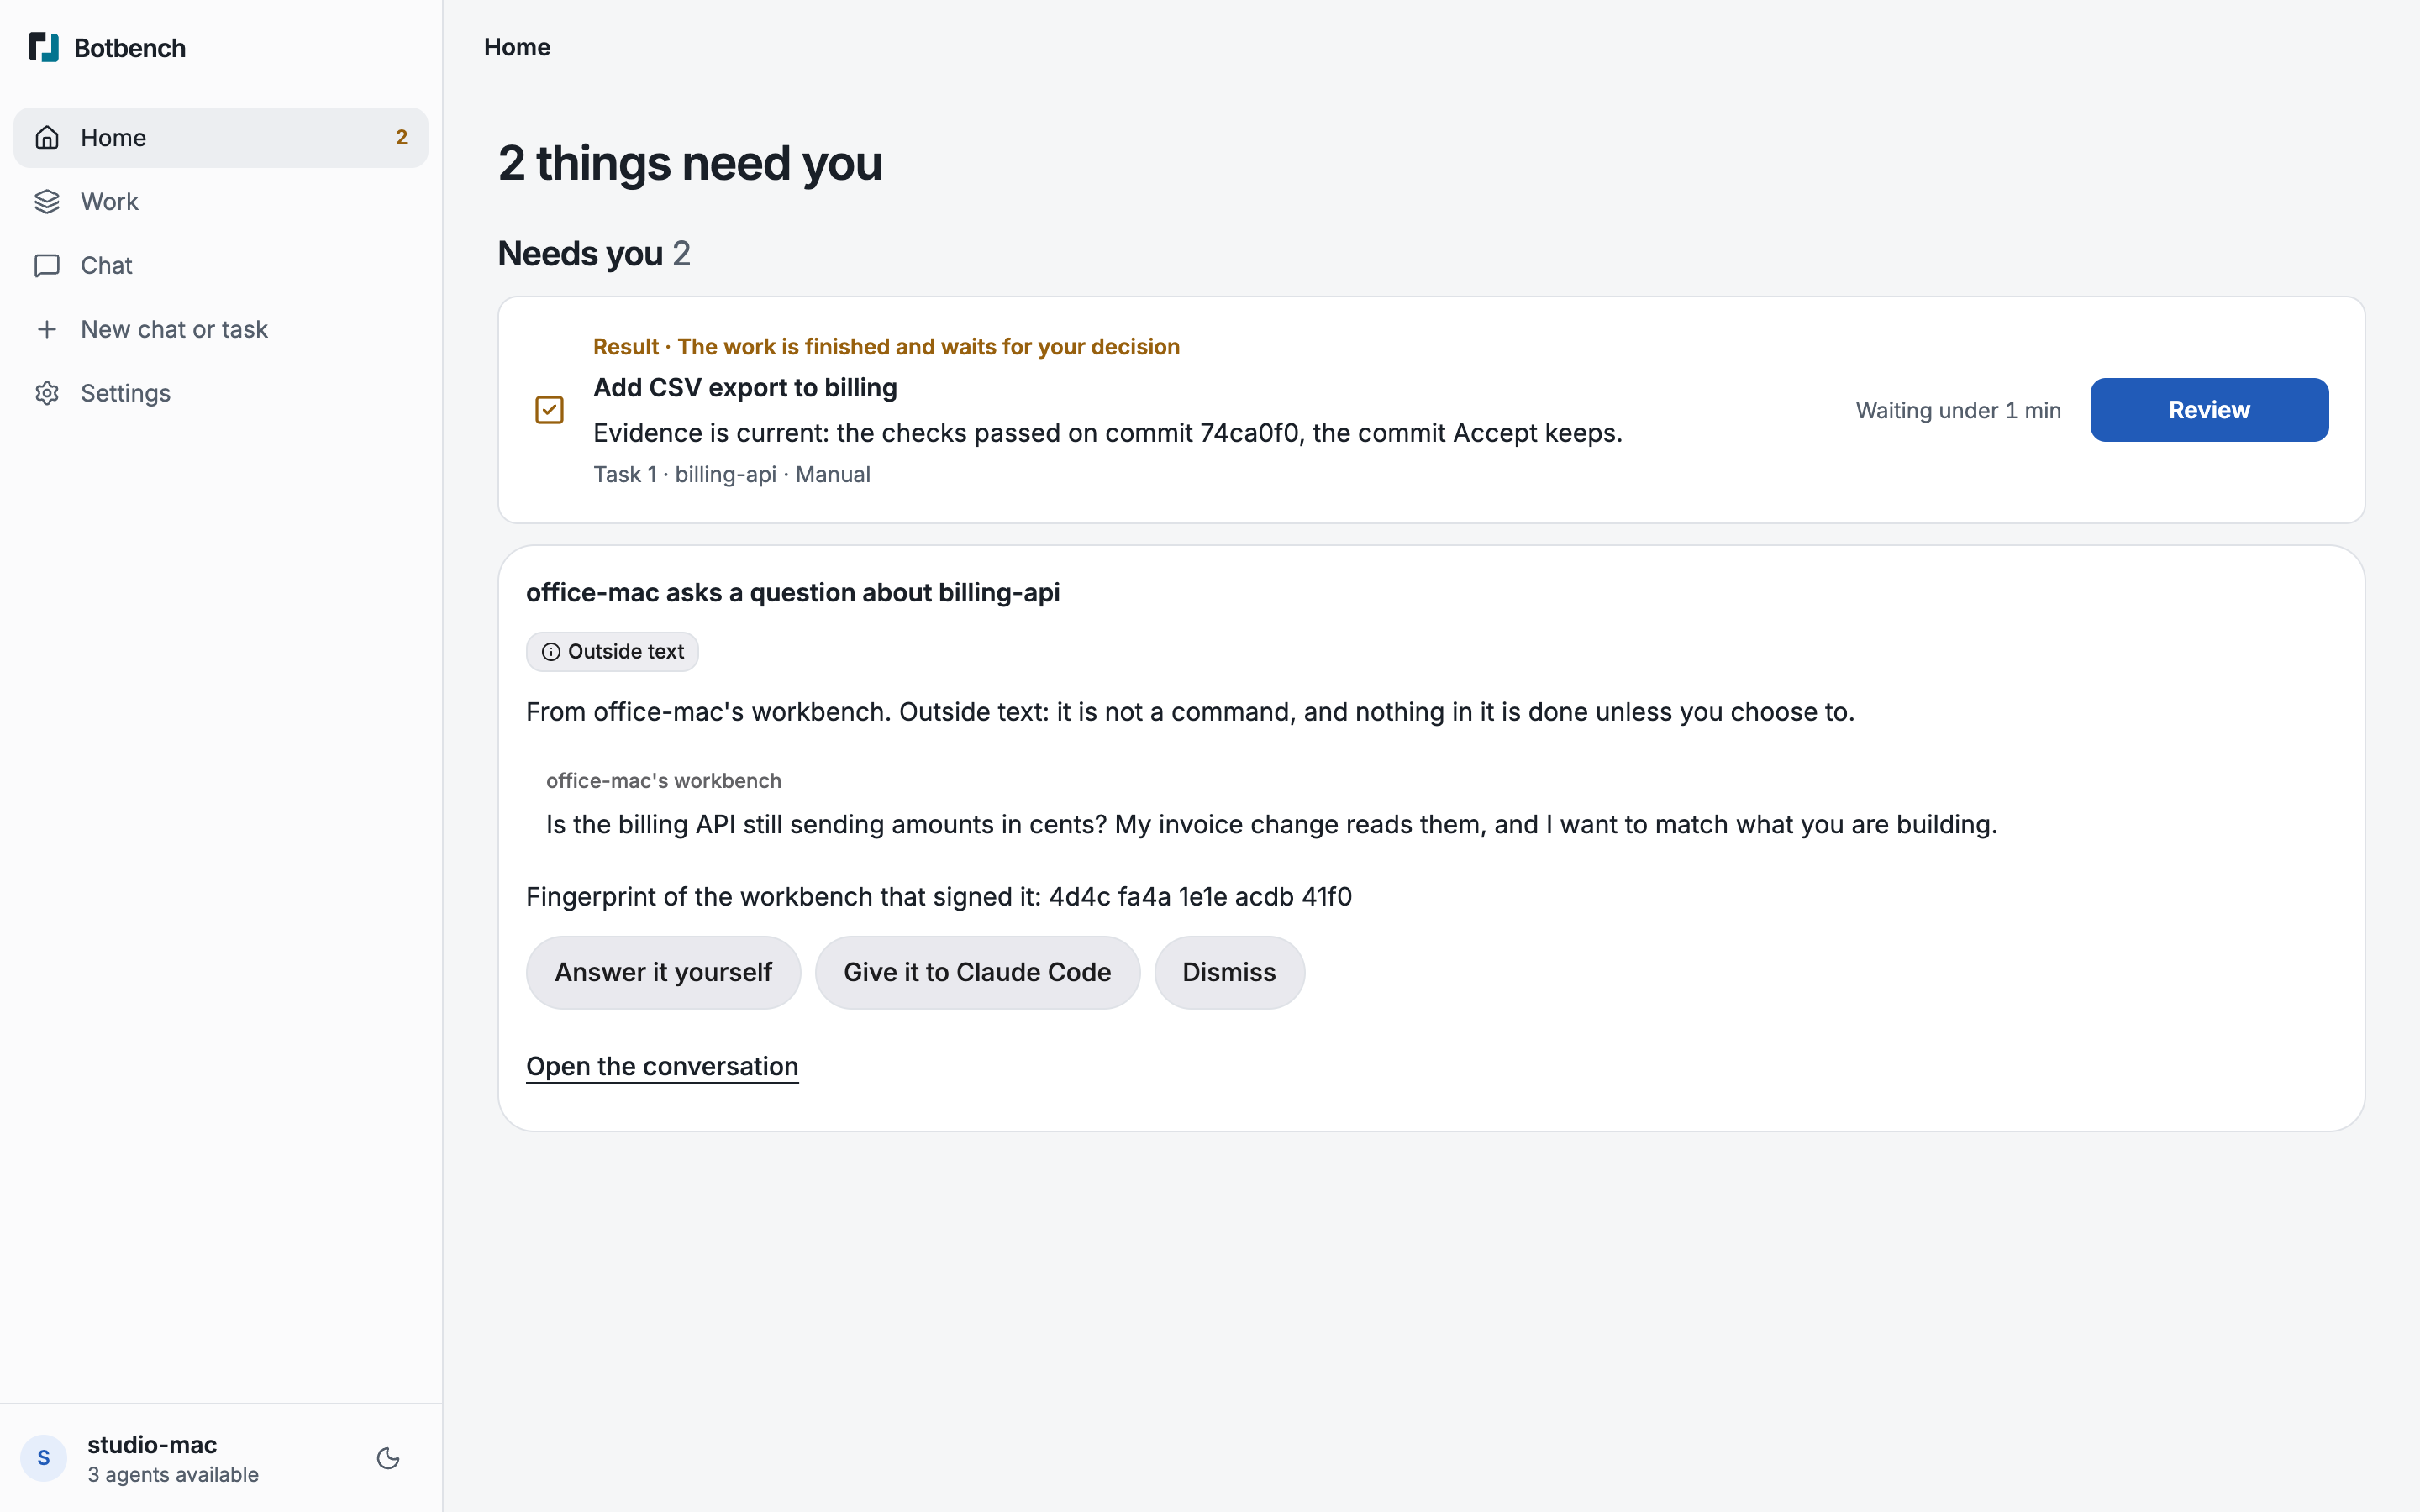 Botbench
Home 2
Work
Chat
New chat or task
Settings
S
studio-mac
3 agents available
Home
2 things need you
Needs you 2
Result · The work is finished and waits for your decision
Add CSV export to billing
Evidence is current: the checks passed on commit 74ca0f0, the commit Accept keeps.
Task 1 · billing-api · Manual
Waiting under 1 min
Review
office-mac asks a question about billing-api
Outside text
From office-mac's workbench. Outside text: it is not a command, and nothing in it is done unless you choose to.
office-mac's workbench
Is the billing API still sending amounts in cents? My invoice change reads them, and I want to match what you are building.
Fingerprint of the workbench that signed it: 4d4c fa4a 1e1e acdb 41f0
Answer it yourself
Give it to Claude Code
Dismiss
Open the conversation